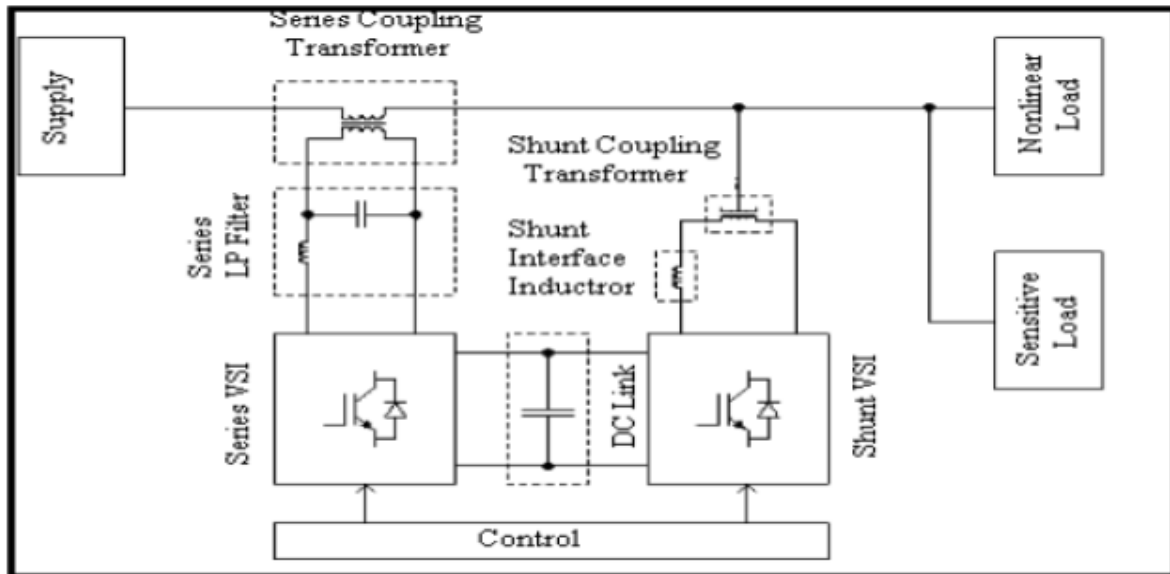 Series Coupling
Transformer
Supply
Nonlinear
Load
Shunt Coupling
Transformer
Series
LP Filter
Shunt
Interface
Inductror
Sensitive
Load
Series VSI
DC Link
Shunt VSI
Control